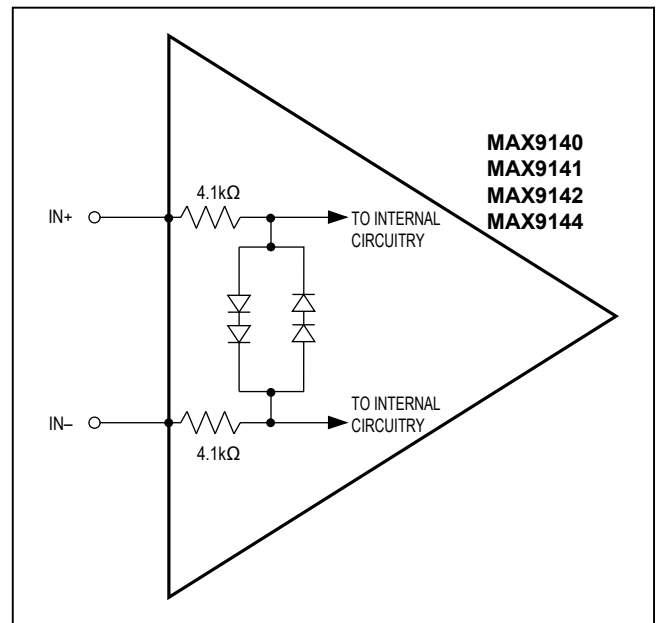 MAX9140
MAX9141
MAX9142
MAX9144
4.1kΩ
IN+
TO INTERNAL
CIRCUITRY
TO INTERNAL
CIRCUITRY
IN–
4.1kΩ